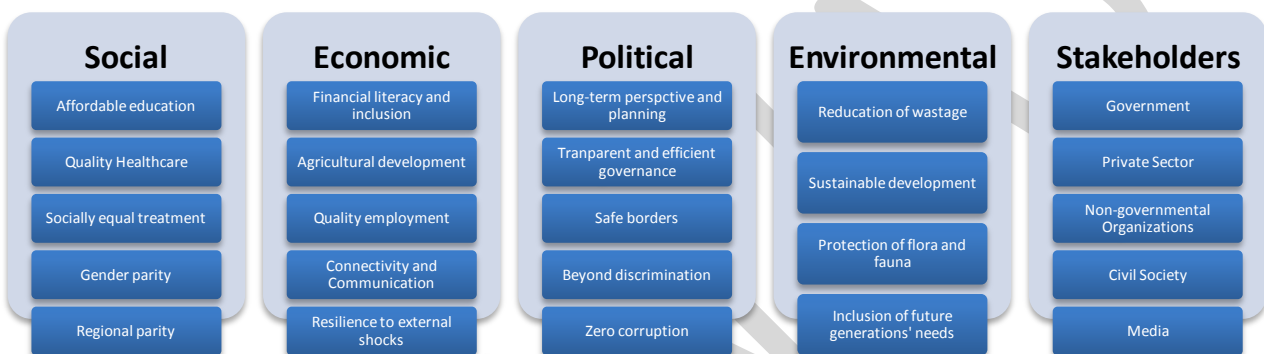 Social
Affordable education
Quality Healthcare
Socially equal treatment
Gender parity
Regional parity
Economic
Financial literacy and
inclusion
Agricultural development
Quality employment
Connectivity and
Communication
Resilience to external
shocks
Political
Long-term perspctive and
planning
Tranparent and efficient
governance
Safe borders
Beyond discrimination
Zero corruption
Environmental
Reducation of wastage
Sustainable development
Protection of flora and
fauna
Inclusion of future
generations' needs
Stakeholders
Government
Private Sector
Non-governmental
Organizations
Civil Society
Media